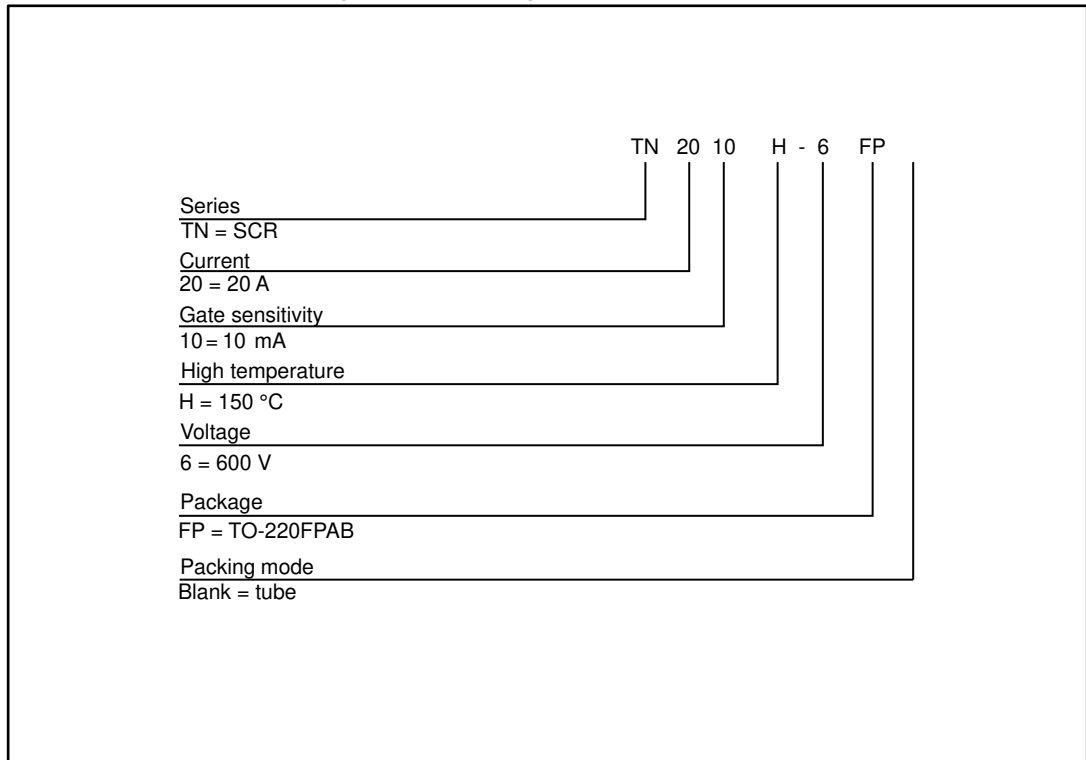 TN 20 10 H - 6 FP
Series
TN = SCR
Current
20 = 20 A
Gate sensitivity
10 = 10 mA
High temperature
H = 150 °C
Voltage
6 = 600 V
Package
FP = TO-220FPAB
Packing mode
Blank = tube